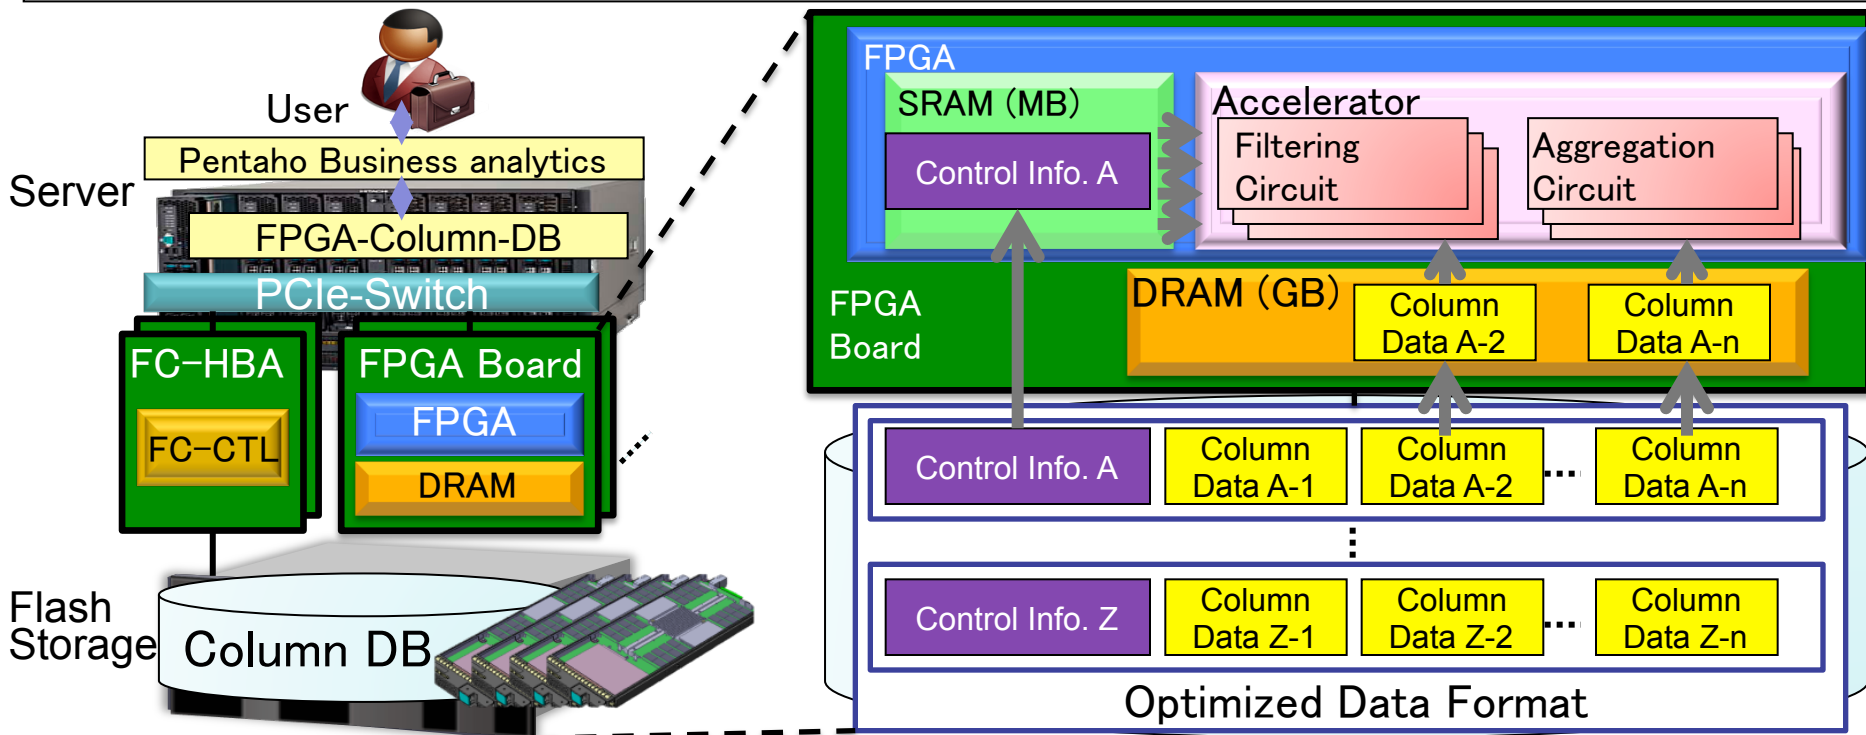 User
Pentaho Business analytics
Server
FPGA-Column-DB
PCIe-Switch
FC-HBA
FC-CTL
FPGA Board
FPGA
DRAM
Flash
Storage
Column DB
FPGA
SRAM (MB)
Control Info. A
Accelerator
Filtering
Circuit
Aggregation
Circuit
FPGA
Board
DRAM (GB)
Column
Data A-2
Column
Data A-n
Control Info. A
Column
Data A-1
Column
Data A-2
Column
Data A-n
Control Info. Z
Column
Data Z-1
Column
Data Z-2
Column
Data Z-n
Optimized Data Format